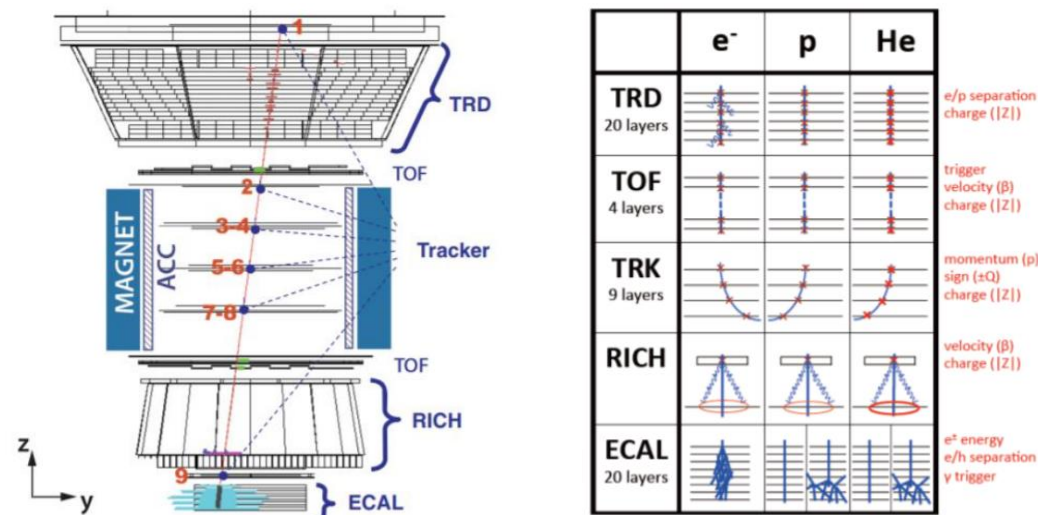 1
TRD
TOF
2
MAGNET
ACC
3-4
5-6
Tracker
7-8
TOF
RICH
9
ECAL
z
y
e⁻ p He
TRD
20 layers
e/p separation
charge (|Z|)
TOF
4 layers
trigger
velocity (β)
charge (|Z|)
TRK
9 layers
momentum (p)
sign (±Q)
charge (|Z|)
RICH
velocity (β)
charge (|Z|)
ECAL
20 layers
e± energy
e/h separation
γ trigger